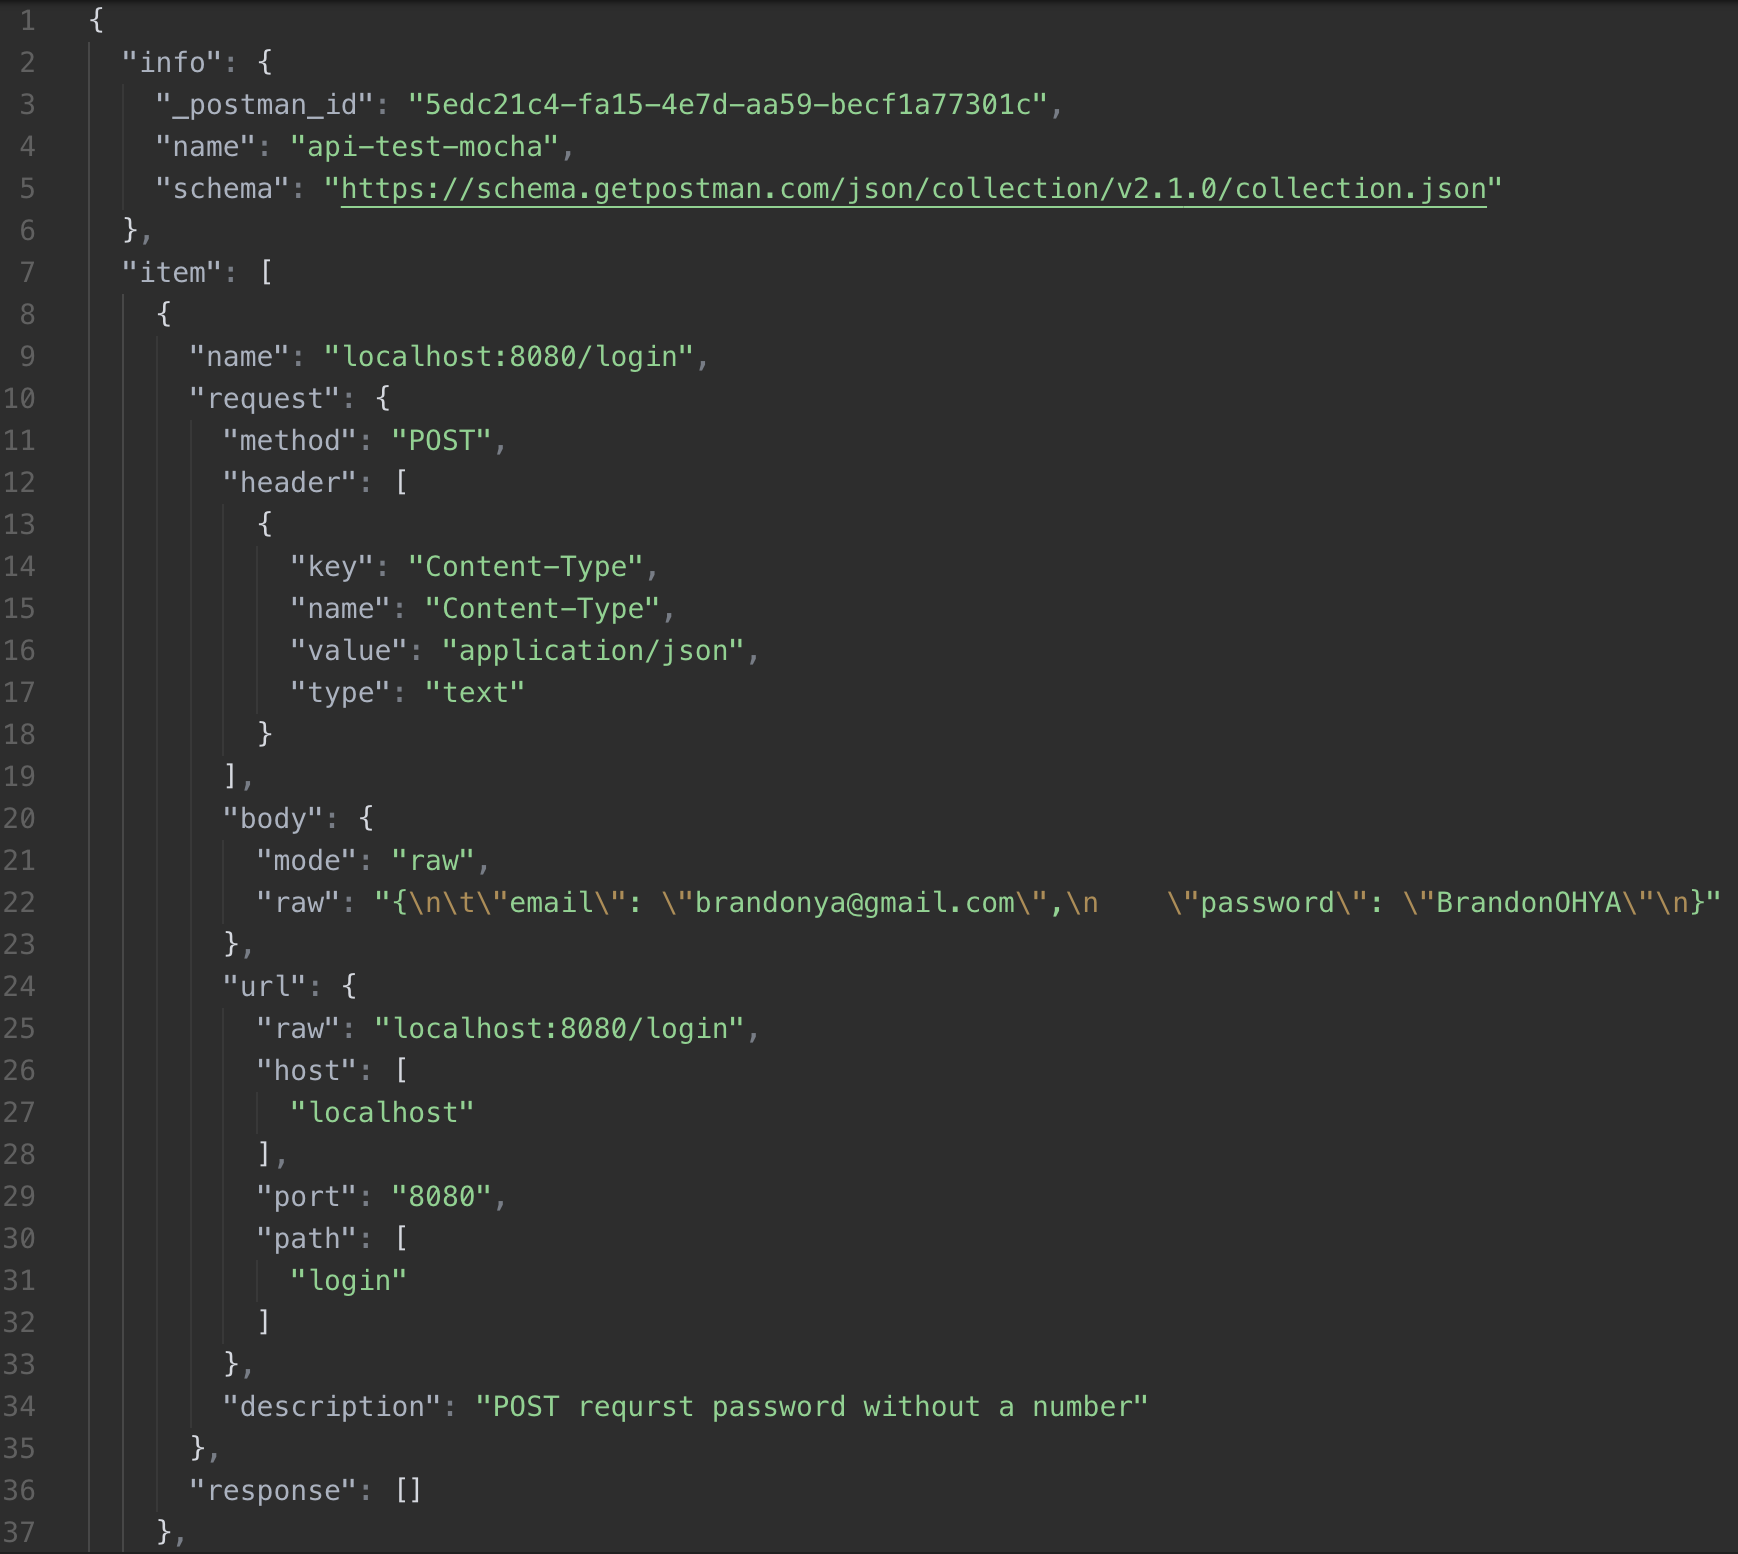 1 {
2   "info": {
3     "_postman_id": "5edc21c4-fa15-4e7d-aa59-becf1a77301c",
4     "name": "api-test-mocha",
5     "schema": "https://schema.getpostman.com/json/collection/v2.1.0/collection.json"
6   },
7   "item": [
8     {
9       "name": "localhost:8080/login",
10       "request": {
11         "method": "POST",
12         "header": [
13           {
14             "key": "Content-Type",
15             "name": "Content-Type",
16             "value": "application/json",
17             "type": "text"
18           }
19         ],
20         "body": {
21           "mode": "raw",
22           "raw": "{\n\t\"email\": \"brandonya@gmail.com\",\n    \"password\": \"BrandonOHYA\"\n}"
23         },
24         "url": {
25           "raw": "localhost:8080/login",
26           "host": [
27             "localhost"
28           ],
29           "port": "8080",
30           "path": [
31             "login"
32           ]
33         },
34         "description": "POST requrst password without a number"
35       },
36       "response": []
37     },